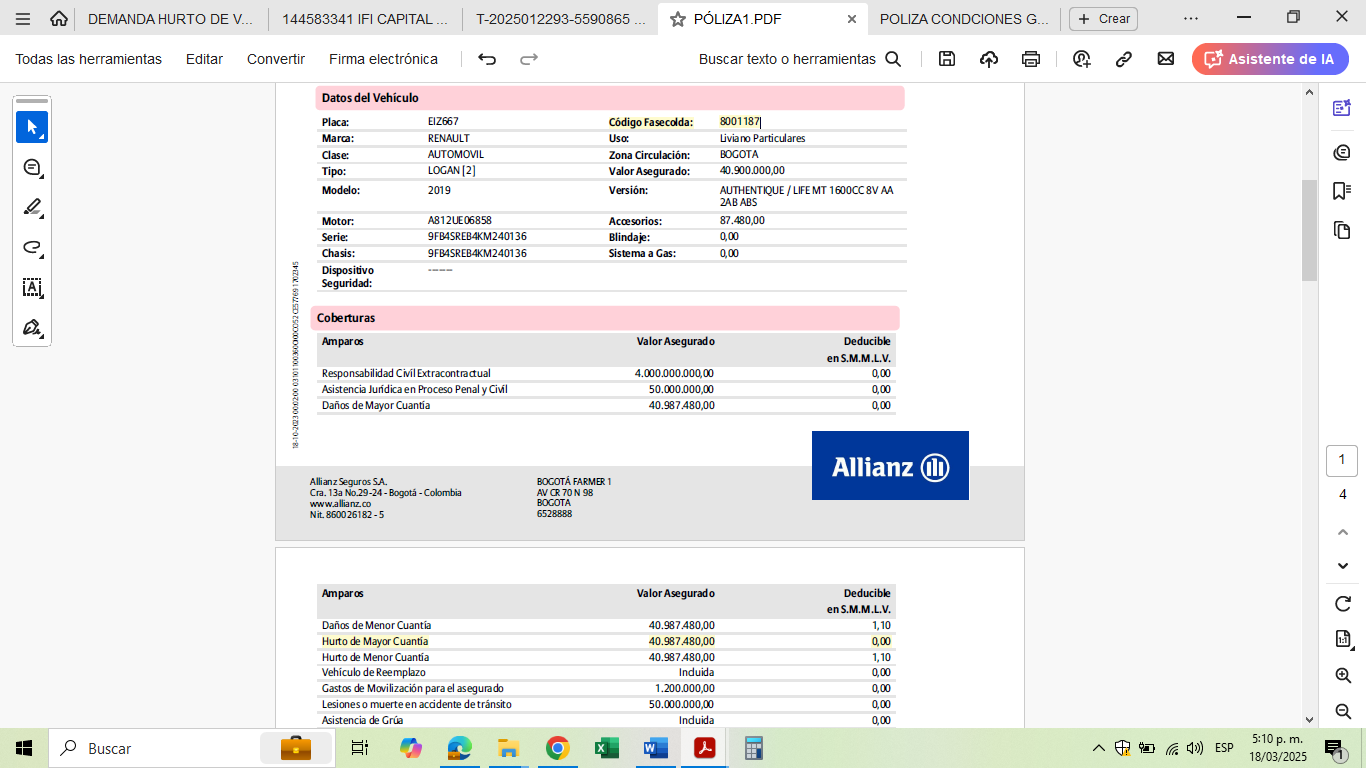 DEMANDA HURTO DE V...
144583341 IFI CAPITAL ...
T-2025012293-5590865 ...
PÓLIZA1.PDF
POLIZA CONDCIONES G...
Crear
Todas las herramientas
Editar
Convertir
Firma electrónica
Buscar texto o herramientas
Asistente de IA
Datos del Vehículo
Placa: EIZ667 Código Fasecolda: 8001187
Marca: RENAULT Uso: Liviano Particulares
Clase: AUTOMOVIL Zona Circulación: BOGOTA
Tipo: LOGAN [2] Valor Asegurado: 40.900.000,00
Modelo: 2019 Versión: AUTHENTIQUE / LIFE MT 1600CC 8V AA
2AB ABS
Motor: A812UE06858 Accesorios: 87.480,00
Serie: 9FB4SREB4KM240136 Blindaje: 0,00
Chasis: 9FB4SREB4KM240136 Sistema a Gas: 0,00
Dispositivo --------
Seguridad:
Coberturas
Amparos Valor Asegurado Deducible
en S.M.M.L.V.
Responsabilidad Civil Extracontractual 4.000.000.000,00 0,00
Asistencia Jurídica en Proceso Penal y Civil 50.000.000,00 0,00
Daños de Mayor Cuantía 40.987.480,00 0,00
Allianz
Allianz Seguros S.A. BOGOTÁ FARMER 1
Cra. 13a No.29-24 - Bogotá - Colombia AV CR 70 N 98
www.allianz.co BOGOTA
Nit. 860026182 - 5 6528888
Amparos Valor Asegurado Deducible
en S.M.M.L.V.
Daños de Menor Cuantía 40.987.480,00 1,10
Hurto de Mayor Cuantía 40.987.480,00 0,00
Hurto de Menor Cuantía 40.987.480,00 1,10
Vehículo de Reemplazo Incluida 0,00
Gastos de Movilización para el asegurado 1.200.000,00 0,00
Lesiones o muerte en accidente de tránsito 50.000.000,00 0,00
Asistencia de Grúa Incluida 0,00
1
4
1:1
Buscar
ESP
5:10 p. m.
18/03/2025
1